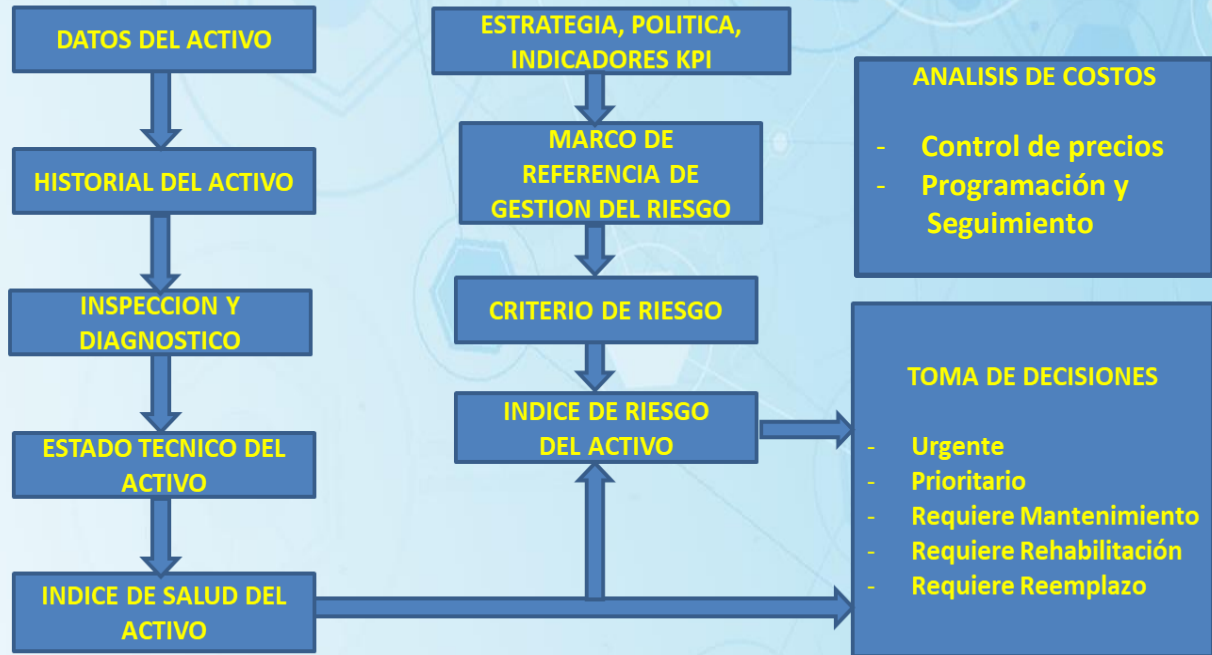 DATOS DEL ACTIVO
HISTORIAL DEL ACTIVO
INSPECCION Y
DIAGNOSTICO
ESTADO TECNICO DEL
ACTIVO
INDICE DE SALUD DEL
ACTIVO
ESTRATEGIA, POLITICA,
INDICADORES KPI
MARCO DE
REFERENCIA DE
GESTION DEL RIESGO
CRITERIO DE RIESGO
INDICE DE RIESGO
DEL ACTIVO
ANALISIS DE COSTOS
- Control de precios
- Programación y
Seguimiento
TOMA DE DECISIONES
- Urgente
- Prioritario
- Requiere Mantenimiento
- Requiere Rehabilitación
- Requiere Reemplazo